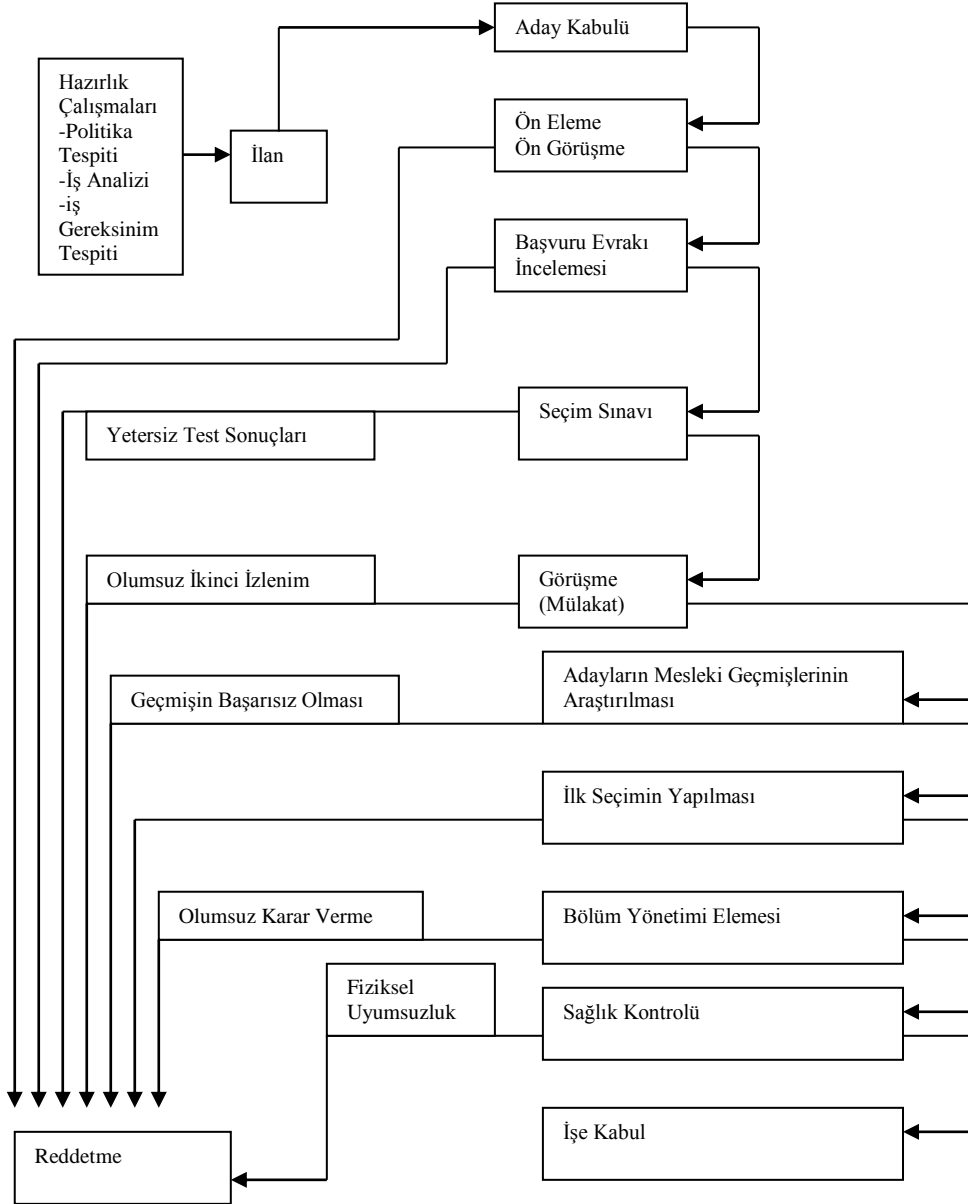 Aday Kabulü
Hazırlık
Çalışmaları
-Politika
Tespiti
-İş Analizi
-iş
Gereksinim
Tespiti
İlan
Ön Eleme
Ön Görüşme
Başvuru Evrakı
İncelemesi
Seçim Sınavı
Yetersiz Test Sonuçları
Olumsuz İkinci İzlenim
Görüşme
(Mülakat)
Geçmişin Başarısız Olması
Adayların Mesleki Geçmişlerinin
Araştırılması
İlk Seçimin Yapılması
Olumsuz Karar Verme
Bölüm Yönetimi Elemesi
Fiziksel
Uyumsuzluk
Sağlık Kontrolü
İşe Kabul
Reddetme